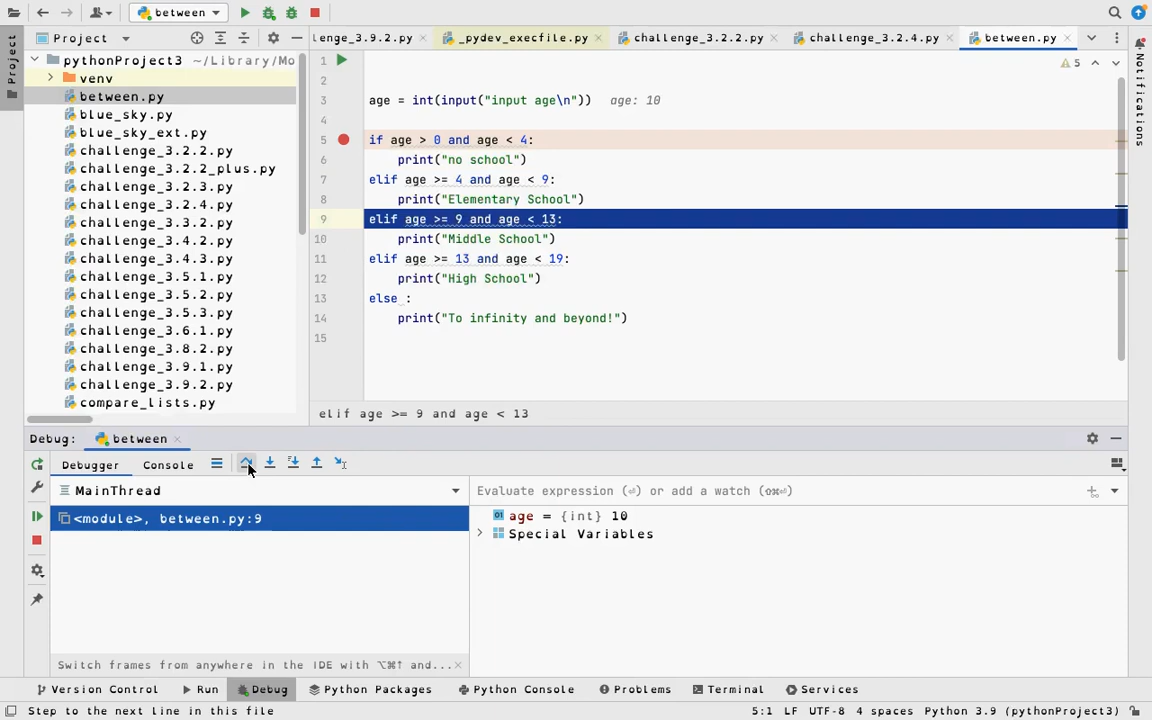 between
Project
lenge_3.9.2.py
_pydev_execfile.py
challenge_3.2.2.py
challenge_3.2.4.py
between.py
Project
Notifications
pythonProject3 ~/Library/Mo
venv
between.py
blue_sky.py
blue_sky_ext.py
challenge_3.2.2.py
challenge_3.2.2_plus.py
challenge_3.2.3.py
challenge_3.2.4.py
challenge_3.3.2.py
challenge_3.4.2.py
challenge_3.4.3.py
challenge_3.5.1.py
challenge_3.5.2.py
challenge_3.5.3.py
challenge_3.6.1.py
challenge_3.8.2.py
challenge_3.9.1.py
challenge_3.9.2.py
compare_lists.py
5
1
2
3 age = int(input("input age\n")) age: 10
4
5 if age > 0 and age < 4:
6 print("no school")
7 elif age >= 4 and age < 9:
8 print("Elementary School")
9 elif age >= 9 and age < 13:
10 print("Middle School")
11 elif age >= 13 and age < 19:
12 print("High School")
13 else :
14 print("To infinity and beyond!")
15
elif age >= 9 and age < 13
Debug: between
Debugger Console
MainThread
Evaluate expression (⏎) or add a watch (⇧⌘⏎)
<module>, between.py:9
age = {int} 10
Special Variables
Switch frames from anywhere in the IDE with ⌥⌘↑ and...
Version Control Run Debug Python Packages Python Console Problems Terminal Services
Step to the next line in this file
5:1 LF UTF-8 4 spaces Python 3.9 (pythonProject3)